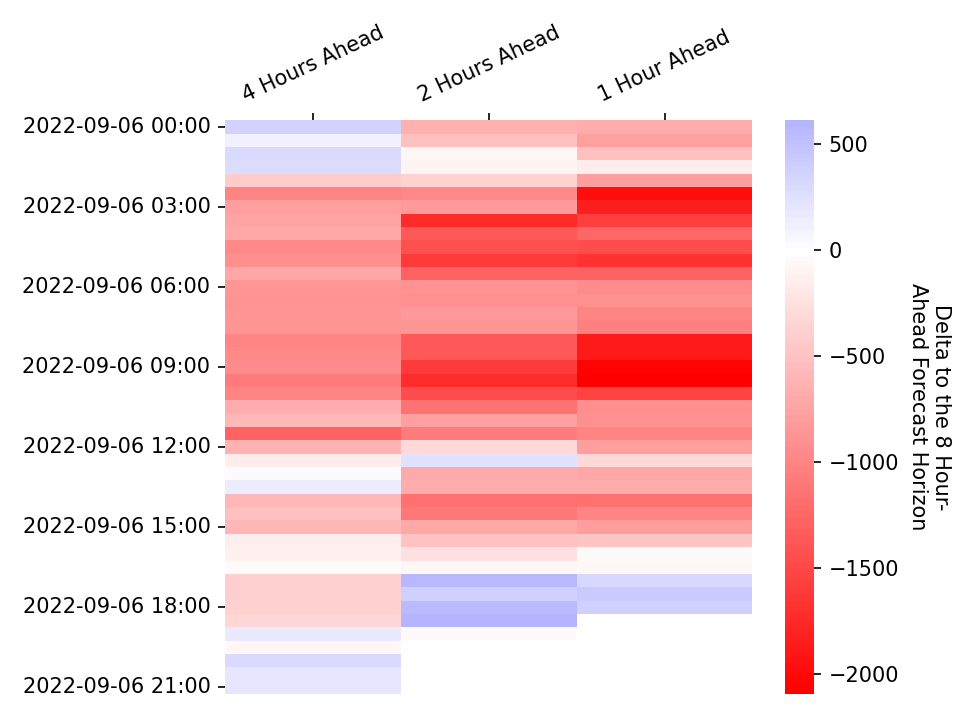 4 Hours Ahead
2 Hours Ahead
1 Hour Ahead
2022-09-06 00:00
2022-09-06 03:00
2022-09-06 06:00
2022-09-06 09:00
2022-09-06 12:00
2022-09-06 15:00
2022-09-06 18:00
2022-09-06 21:00
500
0
−500
−1000
−1500
−2000
Delta to the 8 Hour-
Ahead Forecast Horizon